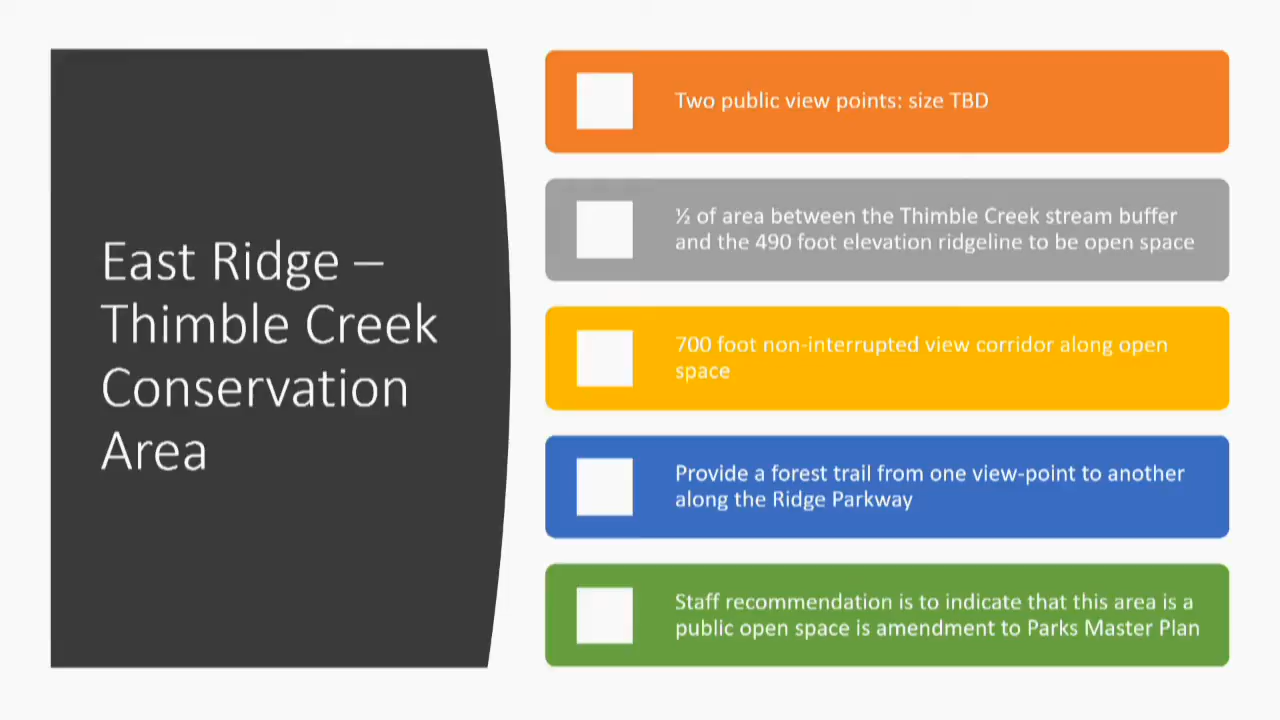 East Ridge –
Thimble Creek
Conservation
Area
Two public view points: size TBD
½ of area between the Thimble Creek stream buffer
and the 490 foot elevation ridgeline to be open space
700 foot non-interrupted view corridor along open
space
Provide a forest trail from one view-point to another
along the Ridge Parkway
Staff recommendation is to indicate that this area is a
public open space is amendment to Parks Master Plan